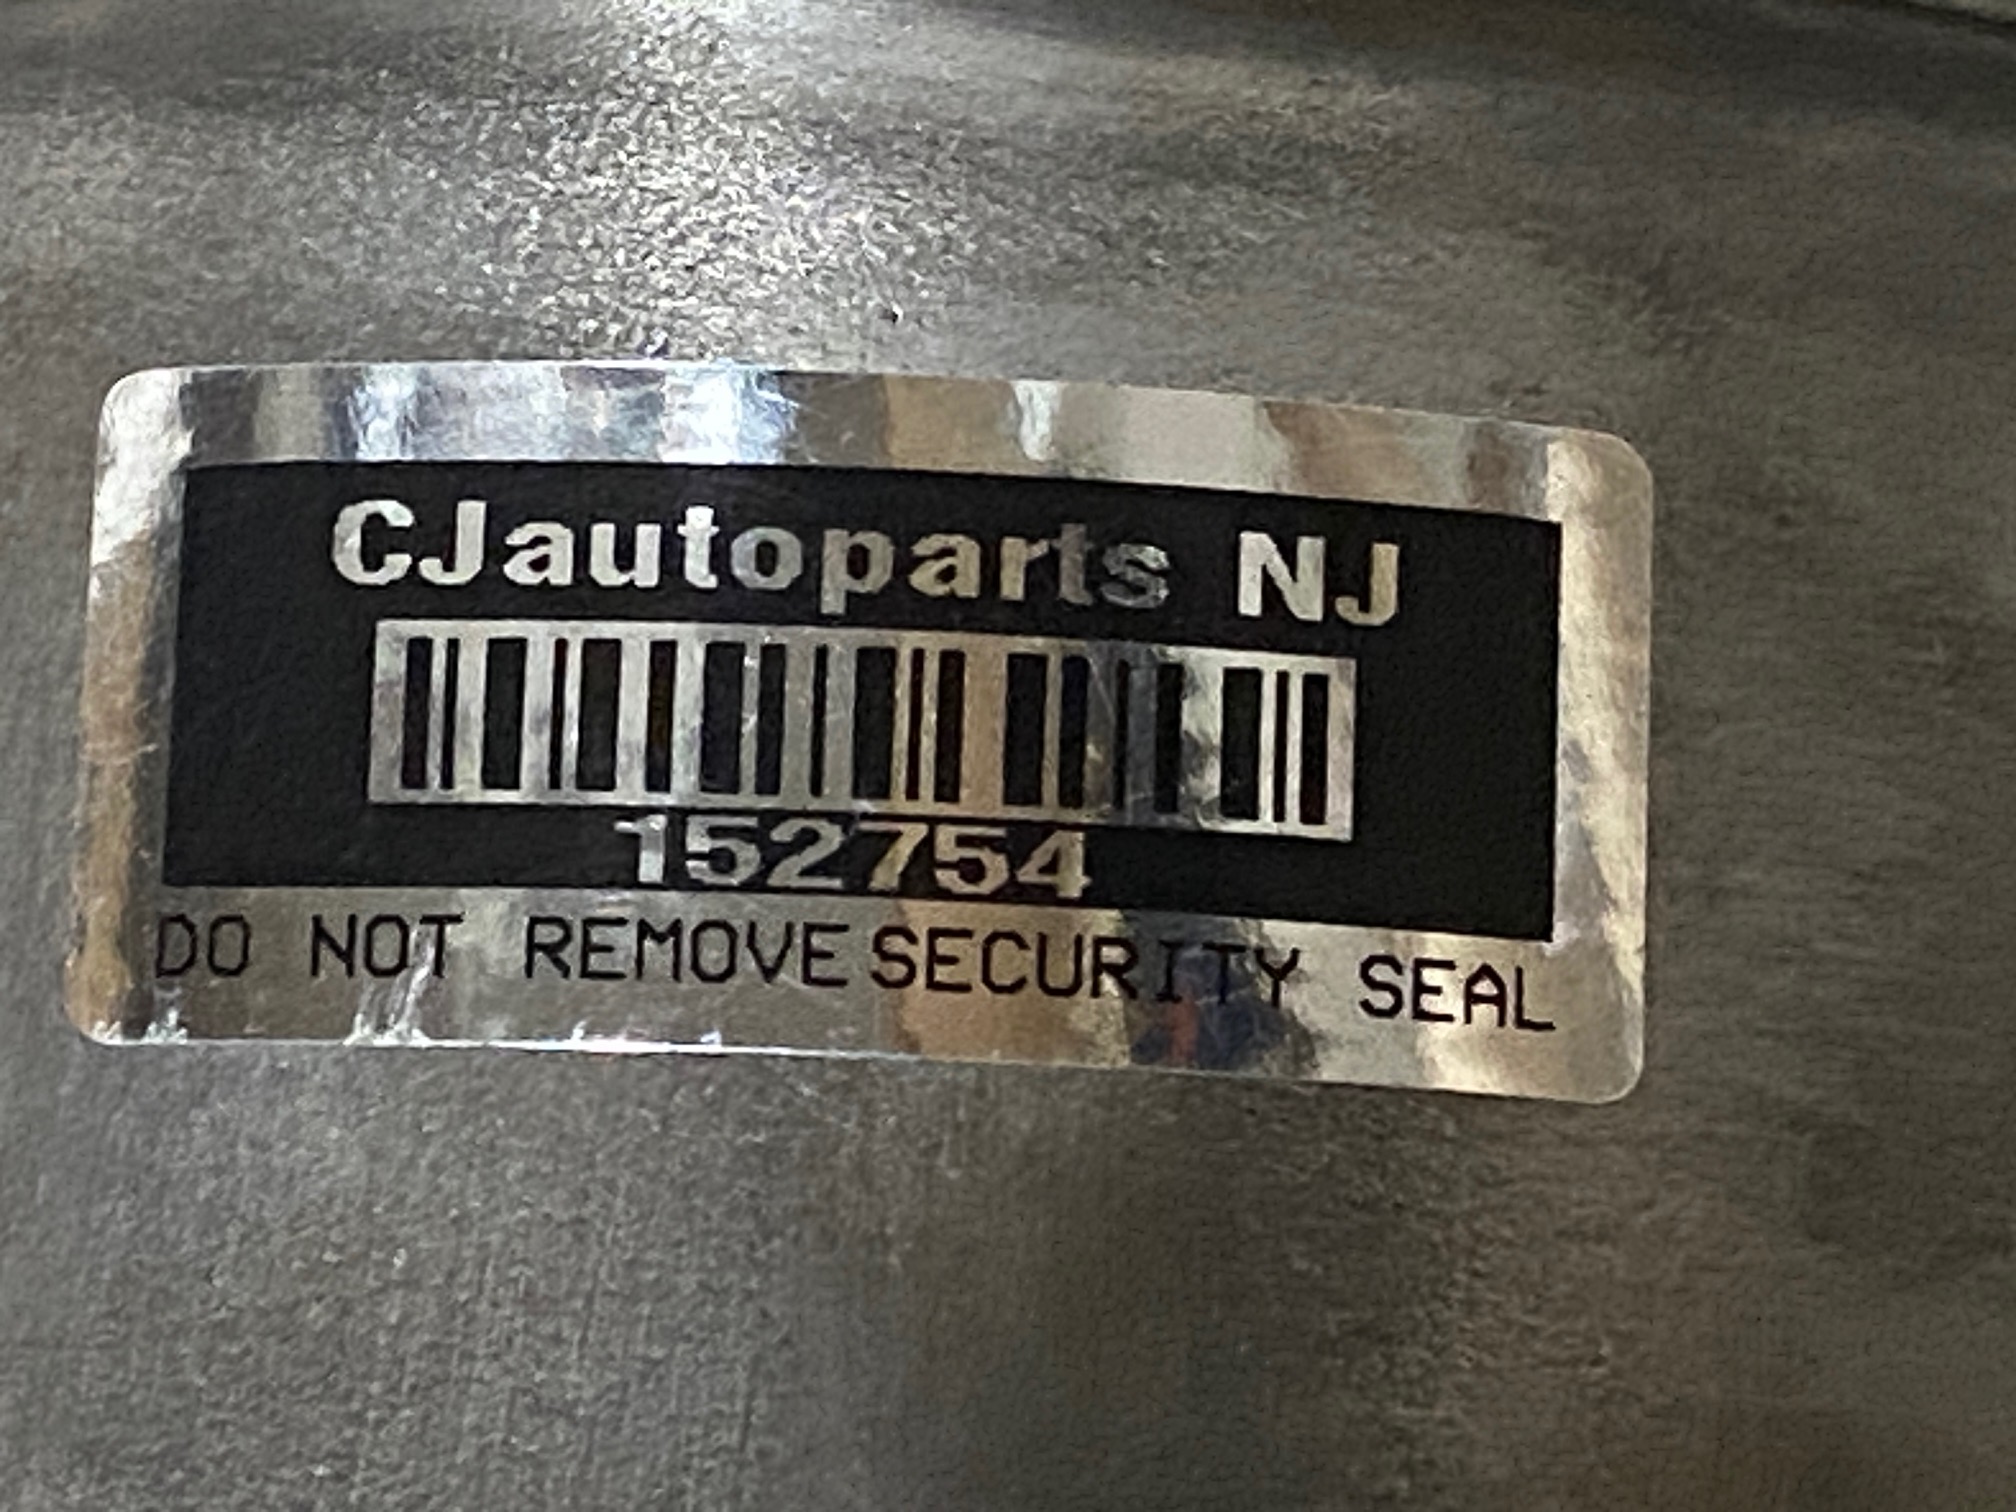 CJautoparts NJ
152754
DO NOT REMOVE SECURITY SEAL